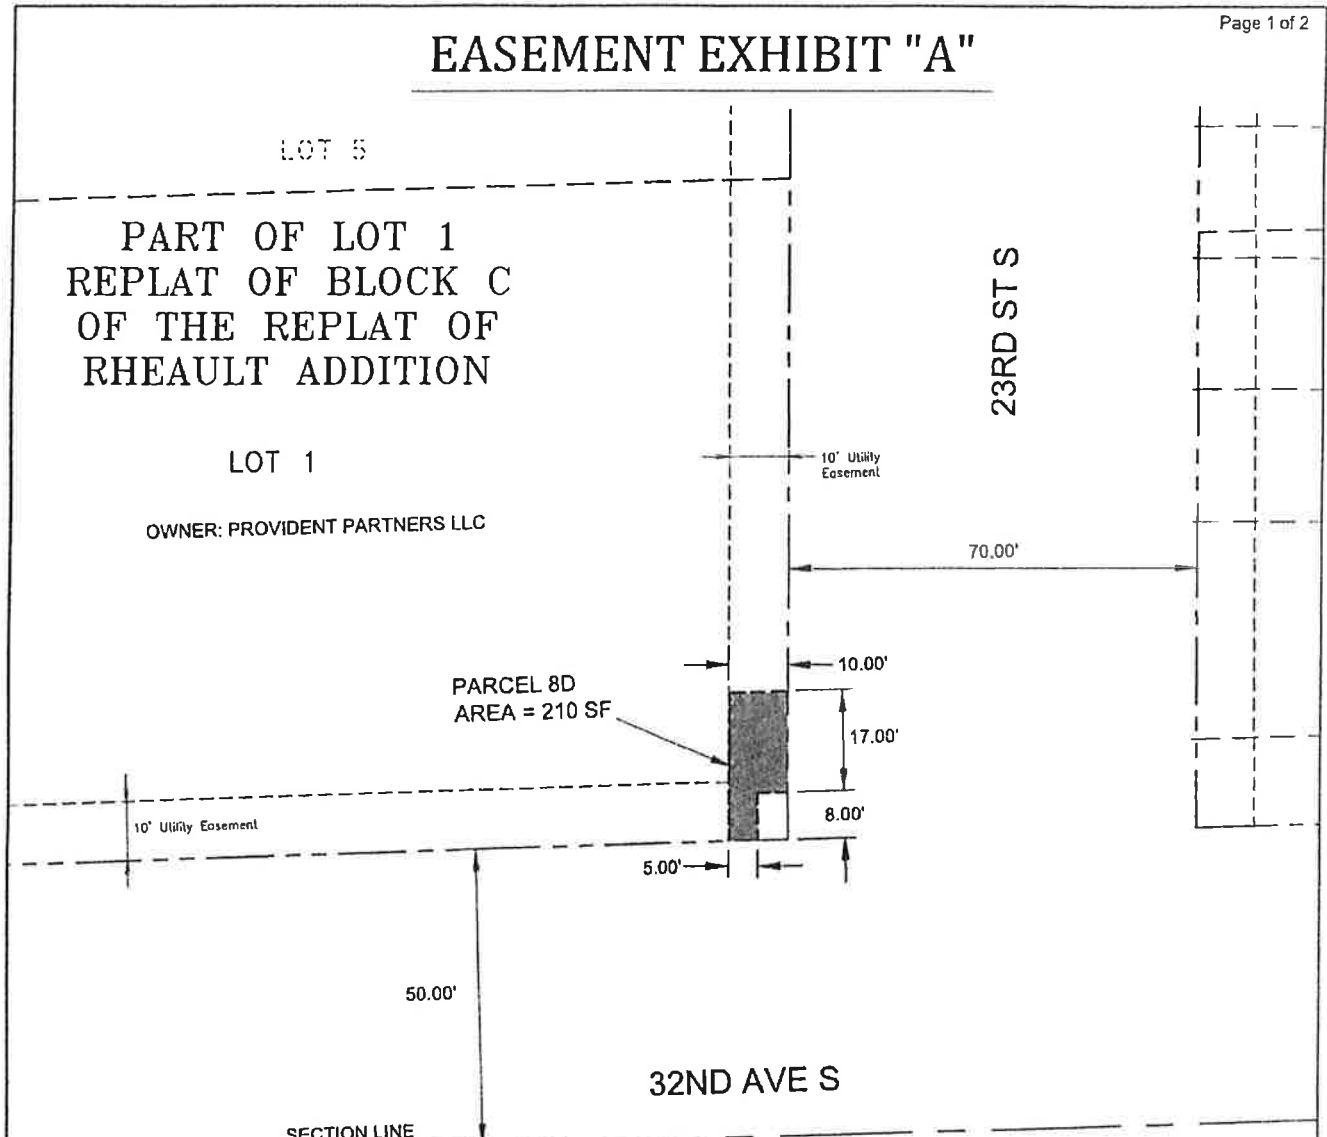 Page 1 of 2
EASEMENT EXHIBIT "A"
LOT 5
PART OF LOT 1
REPLAT OF BLOCK C
OF THE REPLAT OF
RHEAULT ADDITION
LOT 1
OWNER: PROVIDENT PARTNERS LLC
23RD ST S
10' Utility
Easement
70.00'
10.00'
PARCEL 8D
AREA = 210 SF
17.00'
8.00'
10' Utility Easement
5.00'
50.00'
32ND AVE S
SECTION LINE